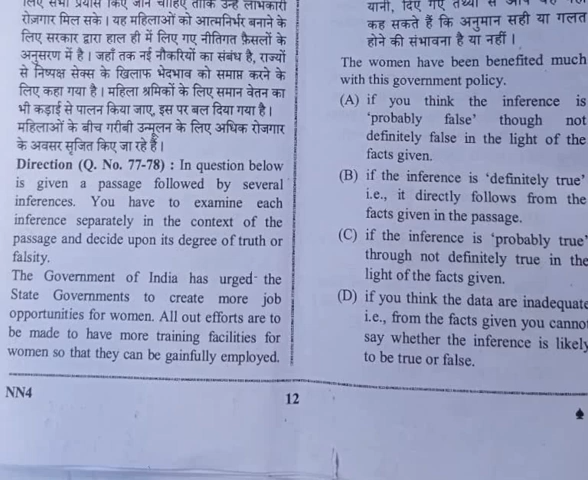 लिए सभी प्रयास किए जाने चाहिए ताकि उन्हें लाभकारी
रोज़गार मिल सके। यह महिलाओं को आत्मनिर्भर बनाने के
लिए सरकार द्वारा हाल ही में लिए गए नीतिगत फ़ैसलों के
अनुसरण में है। जहाँ तक नई नौकरियों का संबंध है, राज्यों
से निष्पक्ष सेक्स के खिलाफ भेदभाव को समाप्त करने के
लिए कहा गया है। महिला श्रमिकों के लिए समान वेतन का
भी कड़ाई से पालन किया जाए, इस पर बल दिया गया है।
महिलाओं के बीच गरीबी उन्मूलन के लिए अधिक रोजगार
के अवसर सृजित किए जा रहे हैं।
Direction (Q. No. 77-78) : In question below
is given a passage followed by several
inferences. You have to examine each
inference separately in the context of the
passage and decide upon its degree of truth or
falsity.
The Government of India has urged the
State Governments to create more job
opportunities for women. All out efforts are to
be made to have more training facilities for
women so that they can be gainfully employed.
यानी, दिए गए तथ्यों से आप यह
कह सकते हैं कि अनुमान सही या गलत
होने की संभावना है या नहीं।
The women have been benefited much
with this government policy.
(A) if you think the inference is
‘probably false’ though not
definitely false in the light of the
facts given.
(B) if the inference is ‘definitely true’
i.e., it directly follows from the
facts given in the passage.
(C) if the inference is ‘probably true’
through not definitely true in the
light of the facts given.
(D) if you think the data are inadequate
i.e., from the facts given you cannot
say whether the inference is likely
to be true or false.
NN4
12
♠